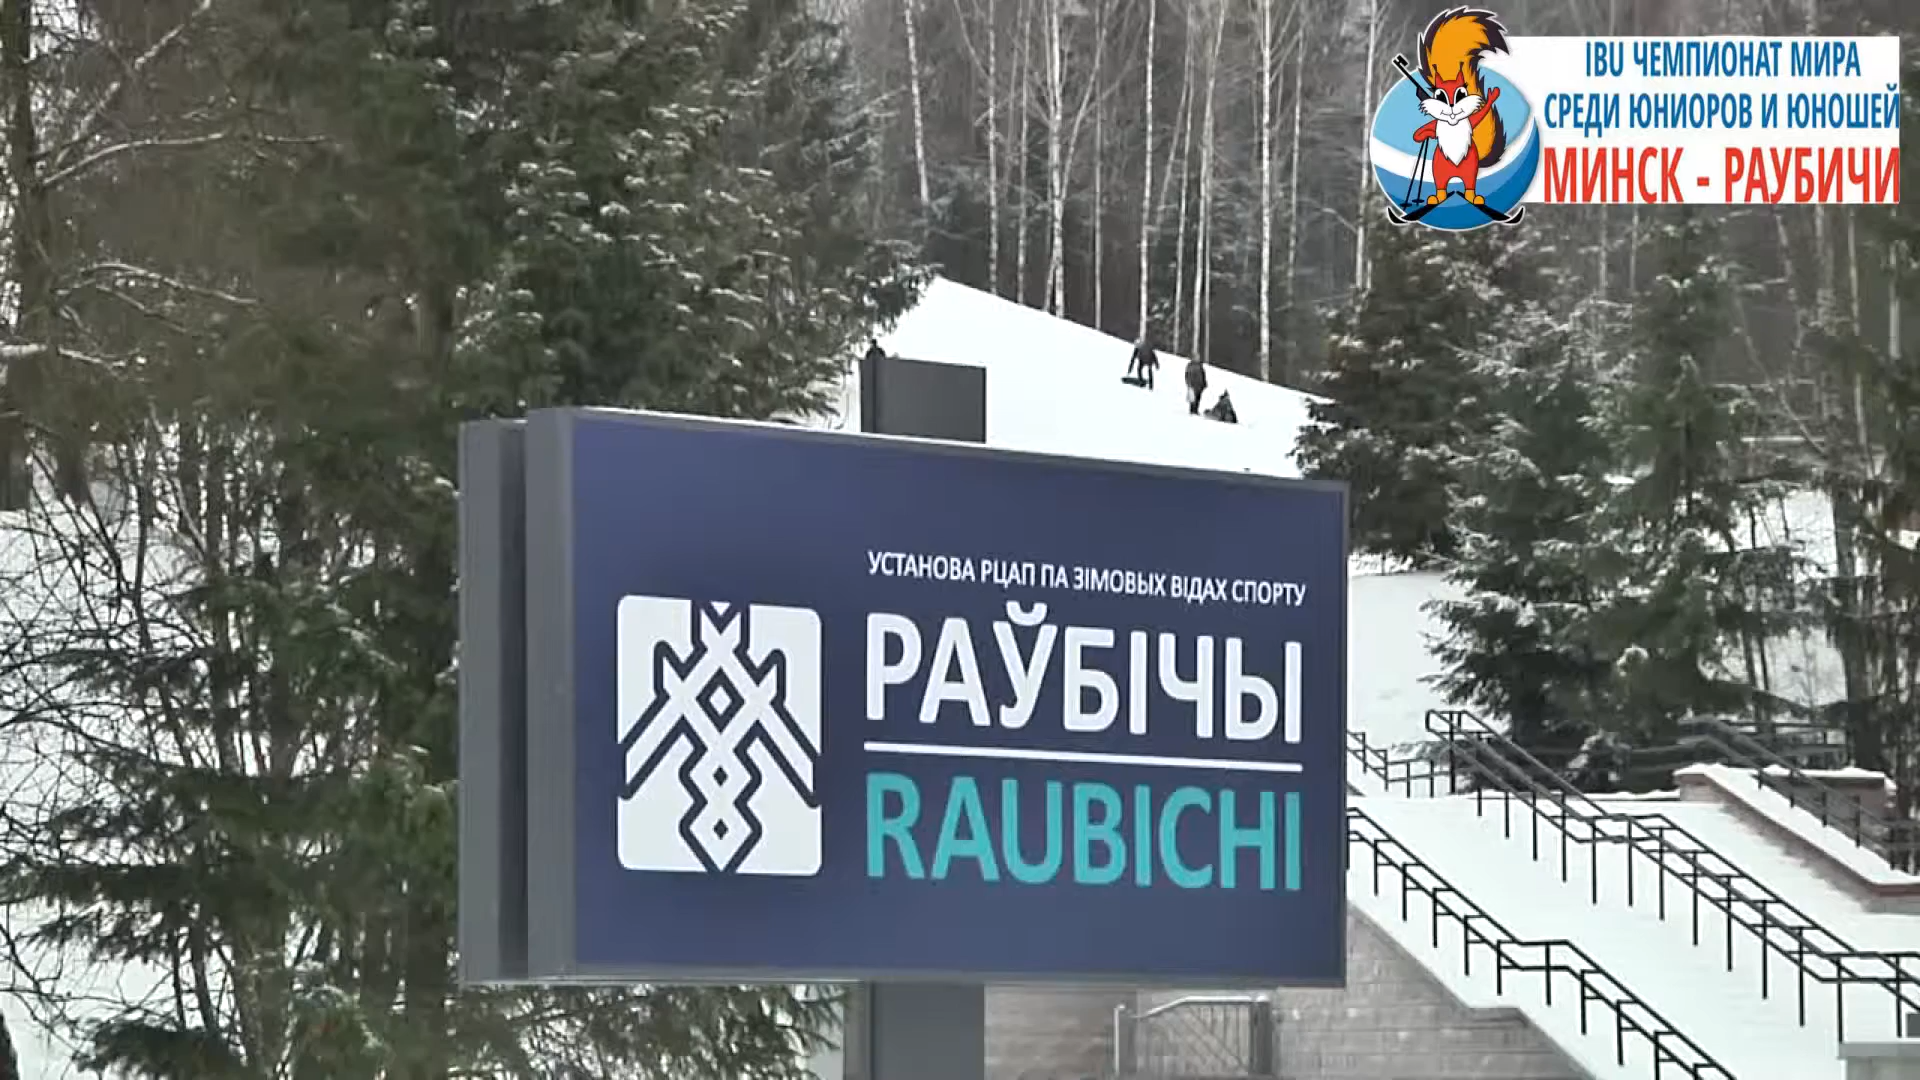 IBU ЧЕМПИОНАТ МИРА
СРЕДИ ЮНИОРОВ И ЮНОШЕЙ
МИНСК - РАУБИЧИ
УСТАНОВА РЦАП ПА ЗІМОВЫХ ВІДАХ СПОРТУ
РАЎБІЧЫ
RAUBICHI